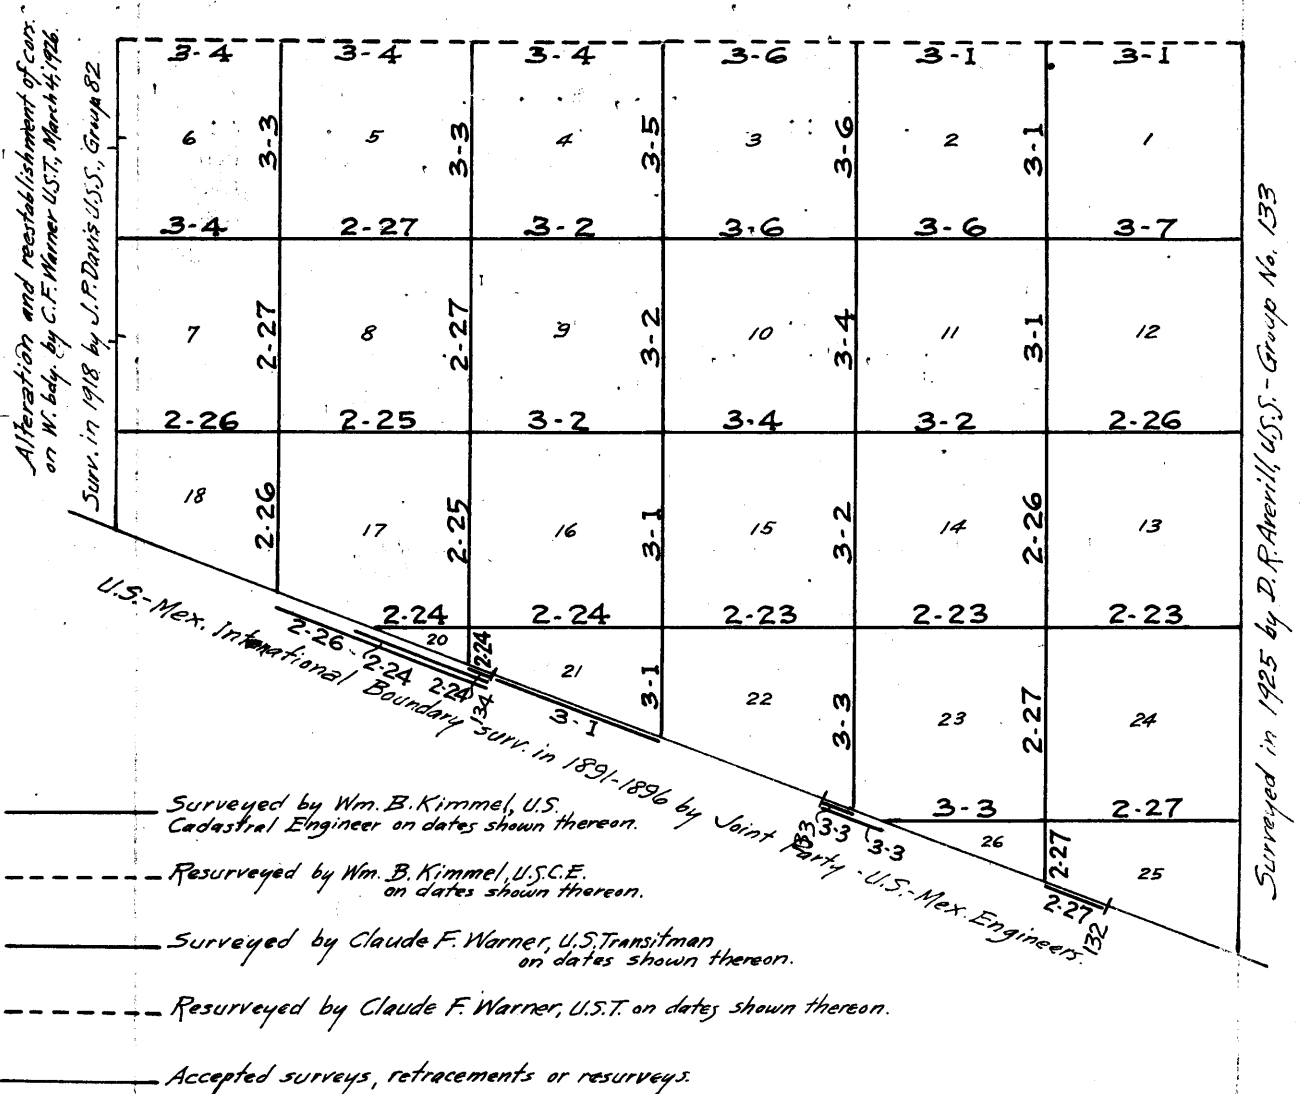 Alteration and reestablishment of cors.
on W. bdy. by C.F. Warner U.S.T., March 4, 1926.
Surv. in 1918 by J.P. Davis U.S.S., Group 82
3-4 3-4 3-4 3-6 3-1 3-1
6 3-3 5 3-3 4 3-5 3 3-6 2 3-1 1
3-4 2-27 3-2 3-6 3-6 3-7
7 2-27 8 2-27 9 3-2 10 3-4 11 3-1 12
2-26 2-25 3-2 3-4 3-2 2-26
18 2-26 17 2-25 16 3-1 15 3-2 14 2-26 13
2-24 2-24 2-23 2-23 2-23
20 2-24 21 3-1 22 3-3 23 2-27 24
2-26 2-24 2-24 134 3-1
3-3 2-27
133 3-3 3-3 26 2-27 25
2-27 132
U.S.-Mex. International Boundary surv. in 1891-1896 by Joint Party - U.S.-Mex. Engineers.
Surveyed in 1925 by D.R. Averill, U.S.S.- Group No. 133
Surveyed by Wm. B. Kimmel, U.S.
Cadastral Engineer on dates shown thereon.
Resurveyed by Wm. B. Kimmel, U.S.C.E.
on dates shown thereon.
Surveyed by Claude F. Warner, U.S. Transitman
on dates shown thereon.
Resurveyed by Claude F. Warner, U.S.T. on dates shown thereon.
Accepted surveys, retracements or resurveys.